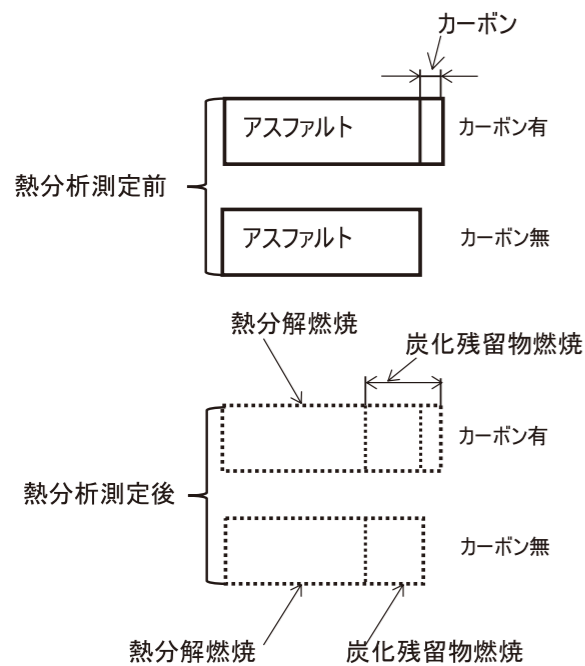 カーボン
アスファルト
カーボン有
熱分析測定前
アスファルト
カーボン無
熱分解燃焼
炭化残留物燃焼
カーボン有
熱分析測定後
カーボン無
熱分解燃焼
炭化残留物燃焼